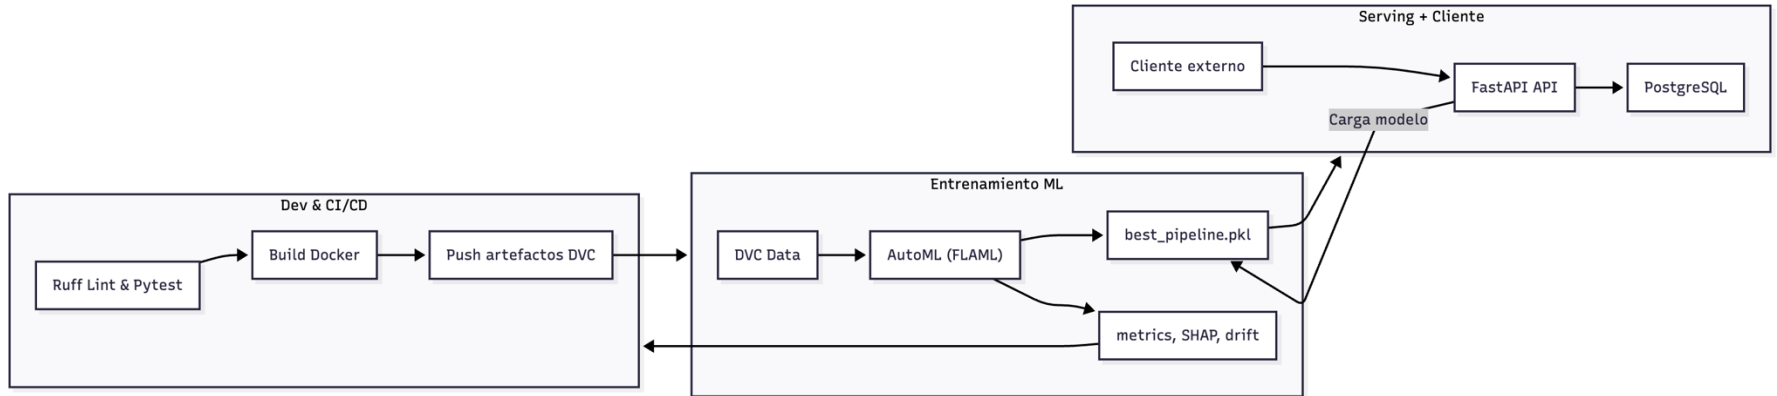 Serving + Cliente
Cliente externo
FastAPI API
PostgreSQL
Carga modelo
Entrenamiento ML
DVC Data
AutoML (FLAML)
best_pipeline.pkl
metrics, SHAP, drift
Dev & CI/CD
Ruff Lint & Pytest
Build Docker
Push artefactos DVC